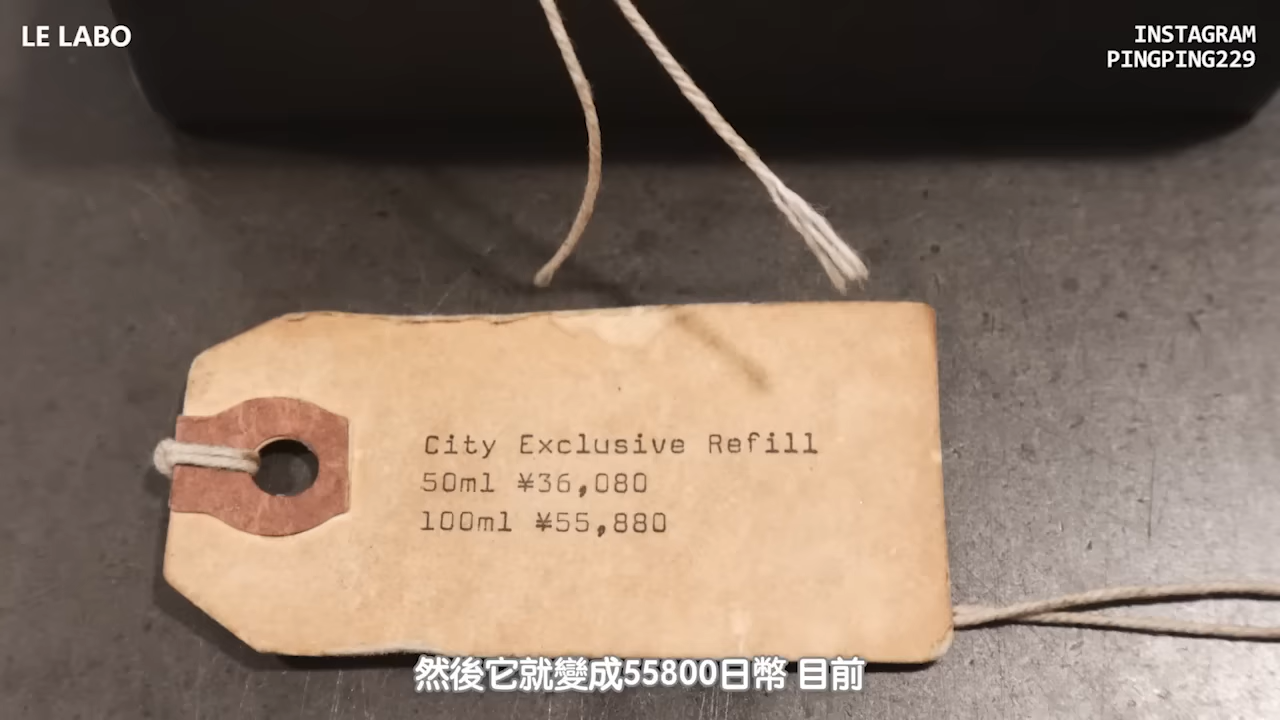 LE LABO
INSTAGRAM
PINGPING229
City Exclusive Refill
50ml ¥36,080
100ml ¥55,880
然後它就變成55800日幣 目前